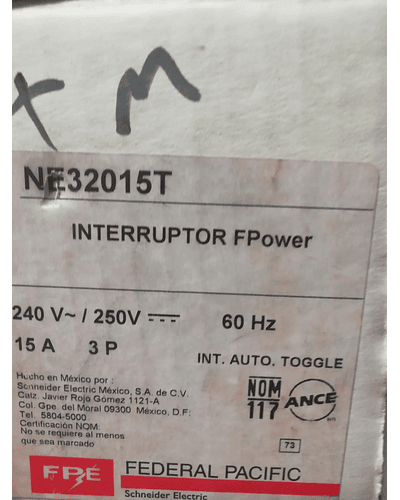 x M
NE32015T
INTERRUPTOR FPower
240 V~ / 250V ⎓ 60 Hz
15 A 3 P
INT. AUTO. TOGGLE
Hecho en México por :
Schneider Electric México, S.A. de C.V.
Calz. Javier Rojo Gómez 1121-A
Col. Gpe. del Moral 09300 México, D.F:
Tel. 5804-5000
Certificación NOM:
No se requiere al menos
que sea marcado
NOM
117
ANCE
73
FPE FEDERAL PACIFIC
Schneider Electric